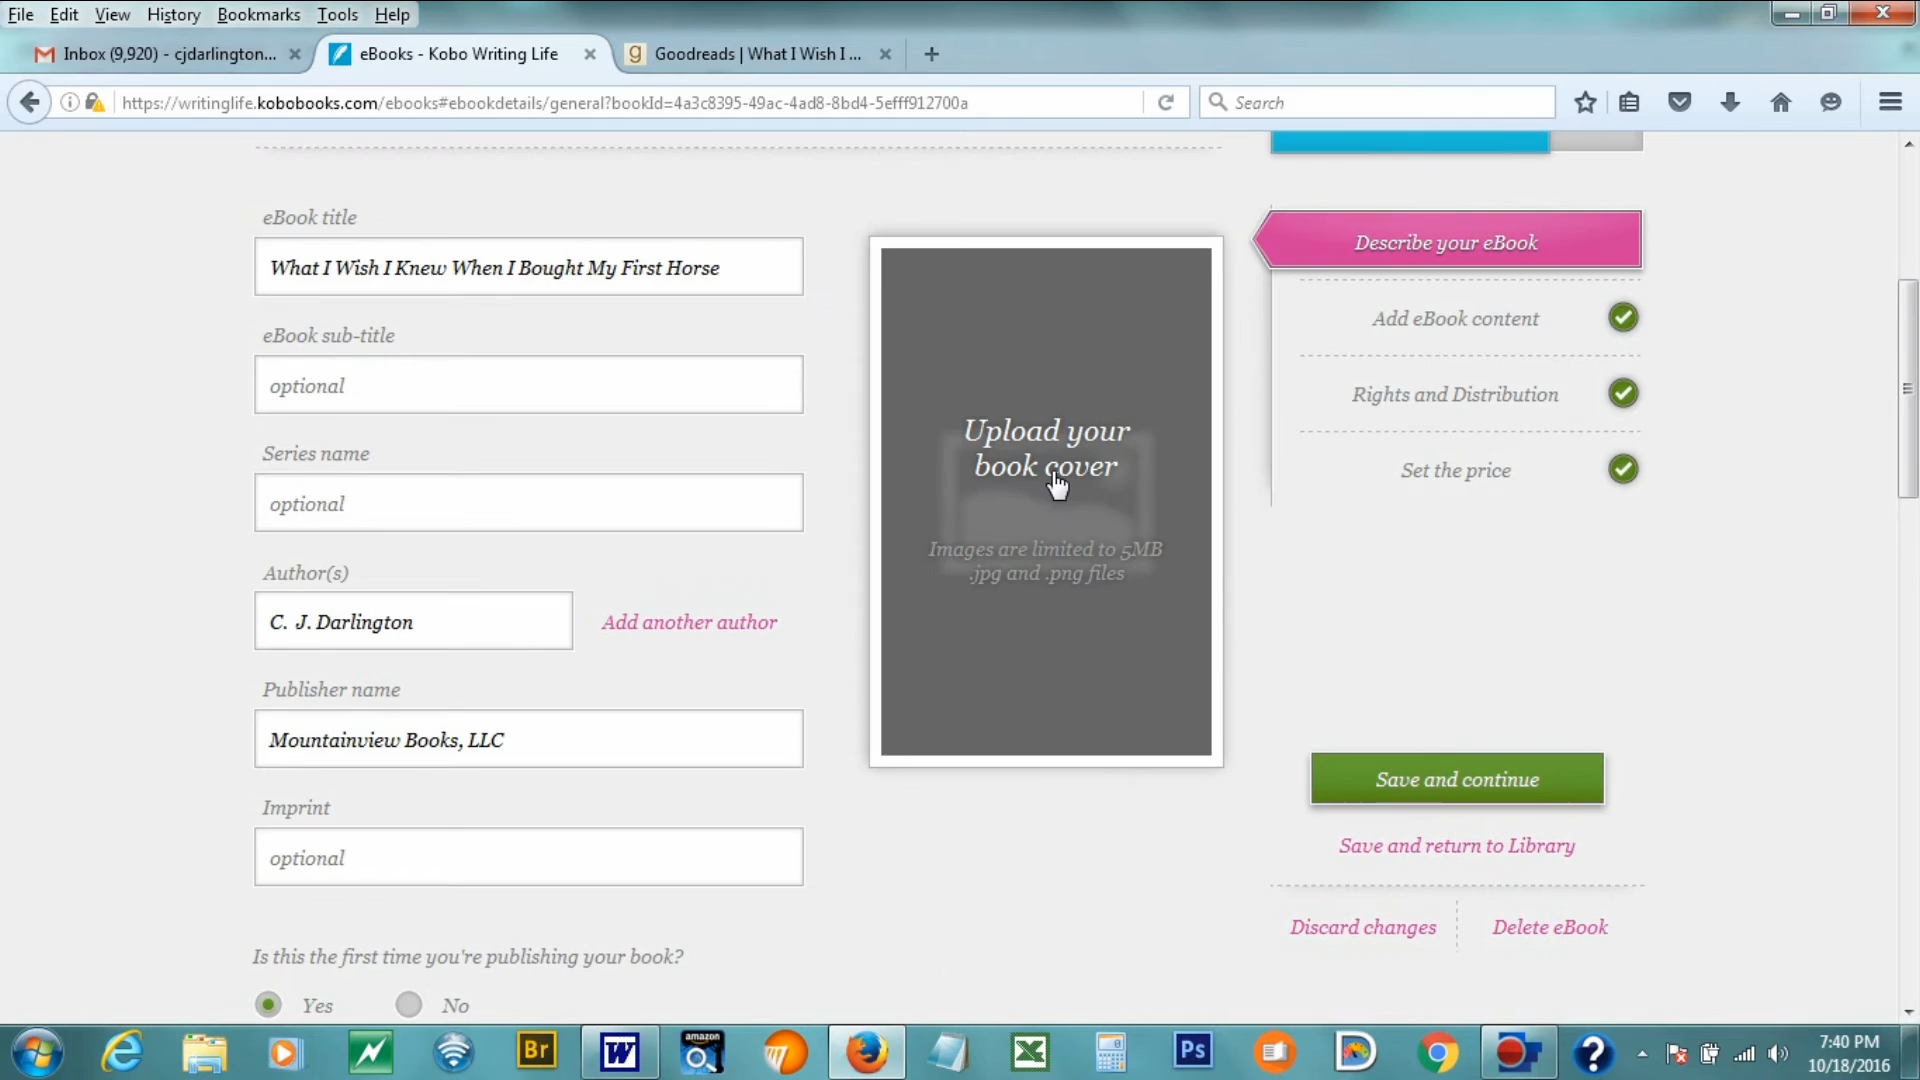 File Edit View History Bookmarks Tools Help
Inbox (9,920) - cjdarlington...
eBooks - Kobo Writing Life
Goodreads | What I Wish I ...
https://writinglife.kobobooks.com/ebooks#ebookdetails/general?bookId=4a3c8395-49ac-4ad8-8bd4-5efff912700a
Search
eBook title
What I Wish I Knew When I Bought My First Horse
eBook sub-title
optional
Series name
optional
Author(s)
C. J. Darlington
Add another author
Publisher name
Mountainview Books, LLC
Imprint
optional
Is this the first time you're publishing your book?
Yes
No
Upload your
book cover
Images are limited to 5MB
.jpg and .png files
Describe your eBook
Add eBook content
Rights and Distribution
Set the price
Save and continue
Save and return to Library
Discard changes
Delete eBook
Br
W
amazon
Ps
7:40 PM
10/18/2016